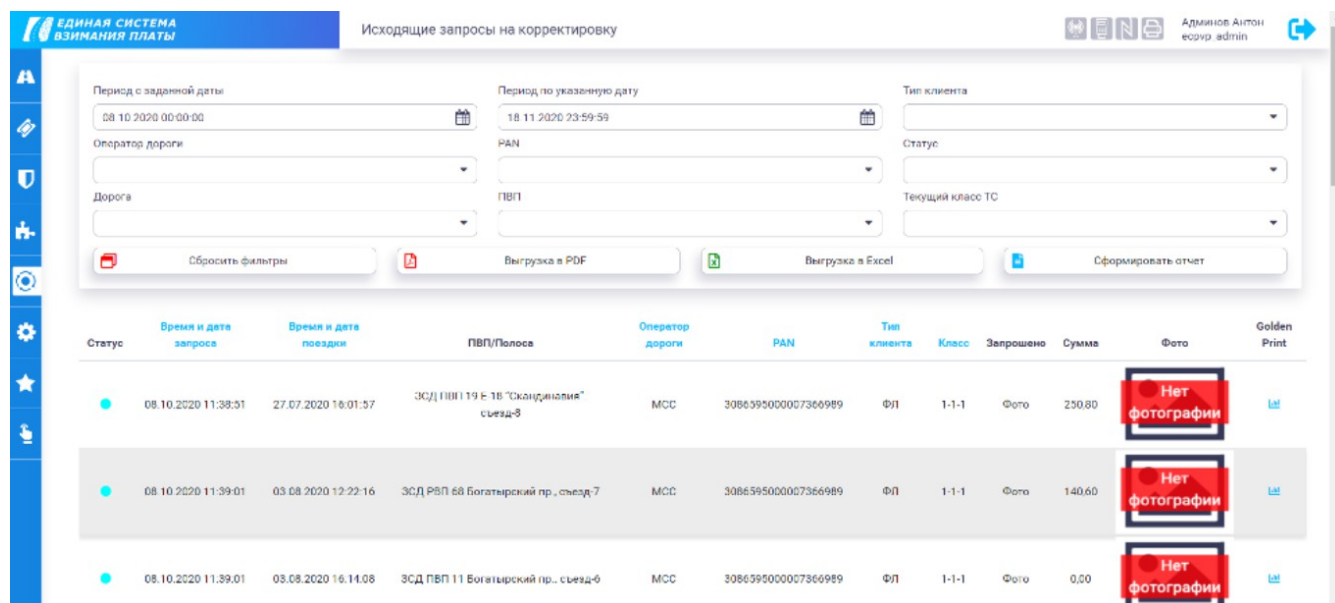 ЕДИНАЯ СИСТЕМА
ВЗИМАНИЯ ПЛАТЫ
Исходящие запросы на корректировку
Админов Антон
ecpvp_admin
Период с заданной даты
Период по указанную дату
Тип клиента
08.10.2020 00:00:00
18.11.2020 23:59:59
Оператор дороги
PAN
Статус
Дорога
ПВП
Текущий класс ТС
Сбросить фильтры
Выгрузка в PDF
Выгрузка в Excel
Сформировать отчет
Статус
Время и дата
запроса
Время и дата
поездки
ПВП/Полоса
Оператор
дороги
PAN
Тип
клиента
Класс
Запрошено
Сумма
Фото
Golden
Print
08.10.2020 11:38:51
27.07.2020 16:01:57
ЗСД ПВП 19 Е-18 "Скандинавия"
съезд-8
МСС
3086595000007366989
ФЛ
1-1-1
Фото
250,80
Нет
фотографии
08.10.2020 11:39:01
03.08.2020 12:22:16
ЗСД РВП 68 Богатырский пр., съезд-7
МСС
3086595000007366989
ФЛ
1-1-1
Фото
140,60
Нет
фотографии
08.10.2020 11:39:01
03.08.2020 16:14:08
ЗСД ПВП 11 Богатырский пр., съезд-6
МСС
3086595000007366989
ФЛ
1-1-1
Фото
0,00
Нет
фотографии